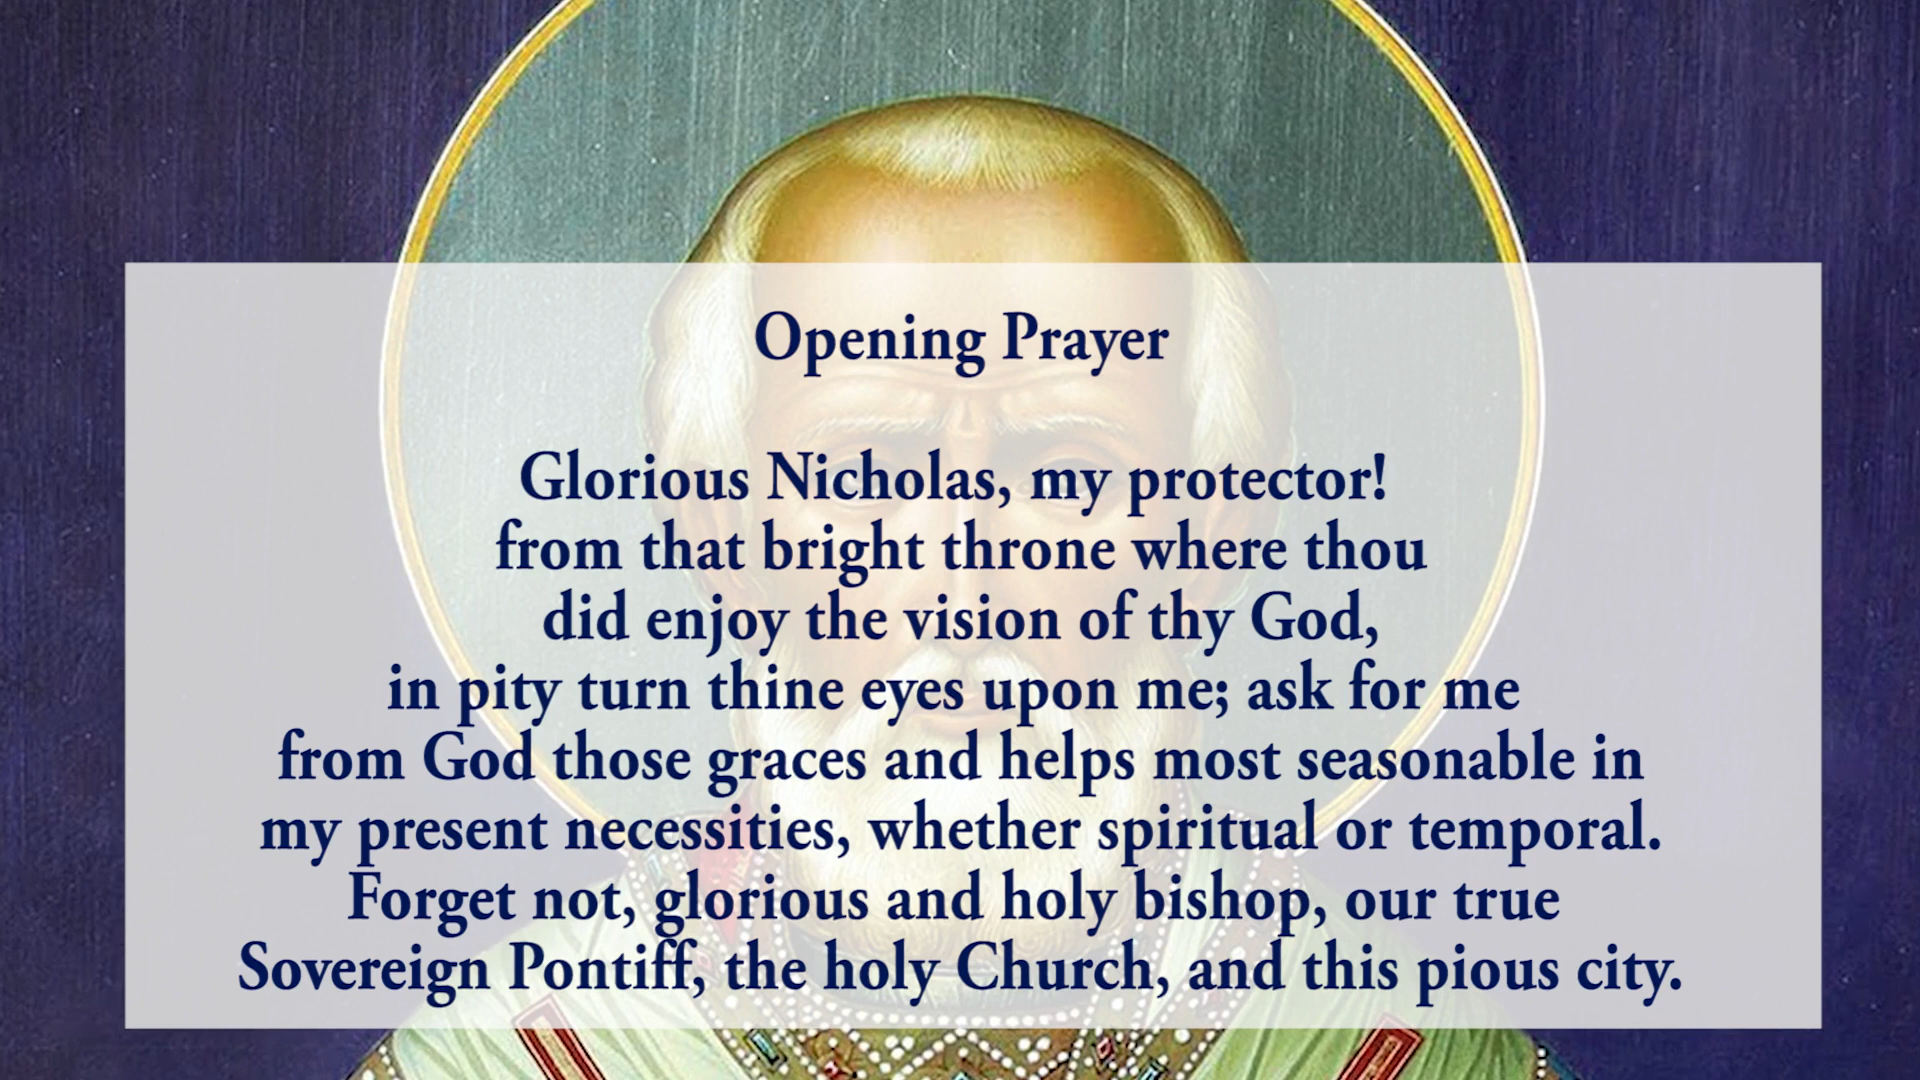 Opening Prayer
Glorious Nicholas, my protector!
from that bright throne where thou
did enjoy the vision of thy God,
in pity turn thine eyes upon me; ask for me
from God those graces and helps most seasonable in
my present necessities, whether spiritual or temporal.
Forget not, glorious and holy bishop, our true
Sovereign Pontiff, the holy Church, and this pious city.